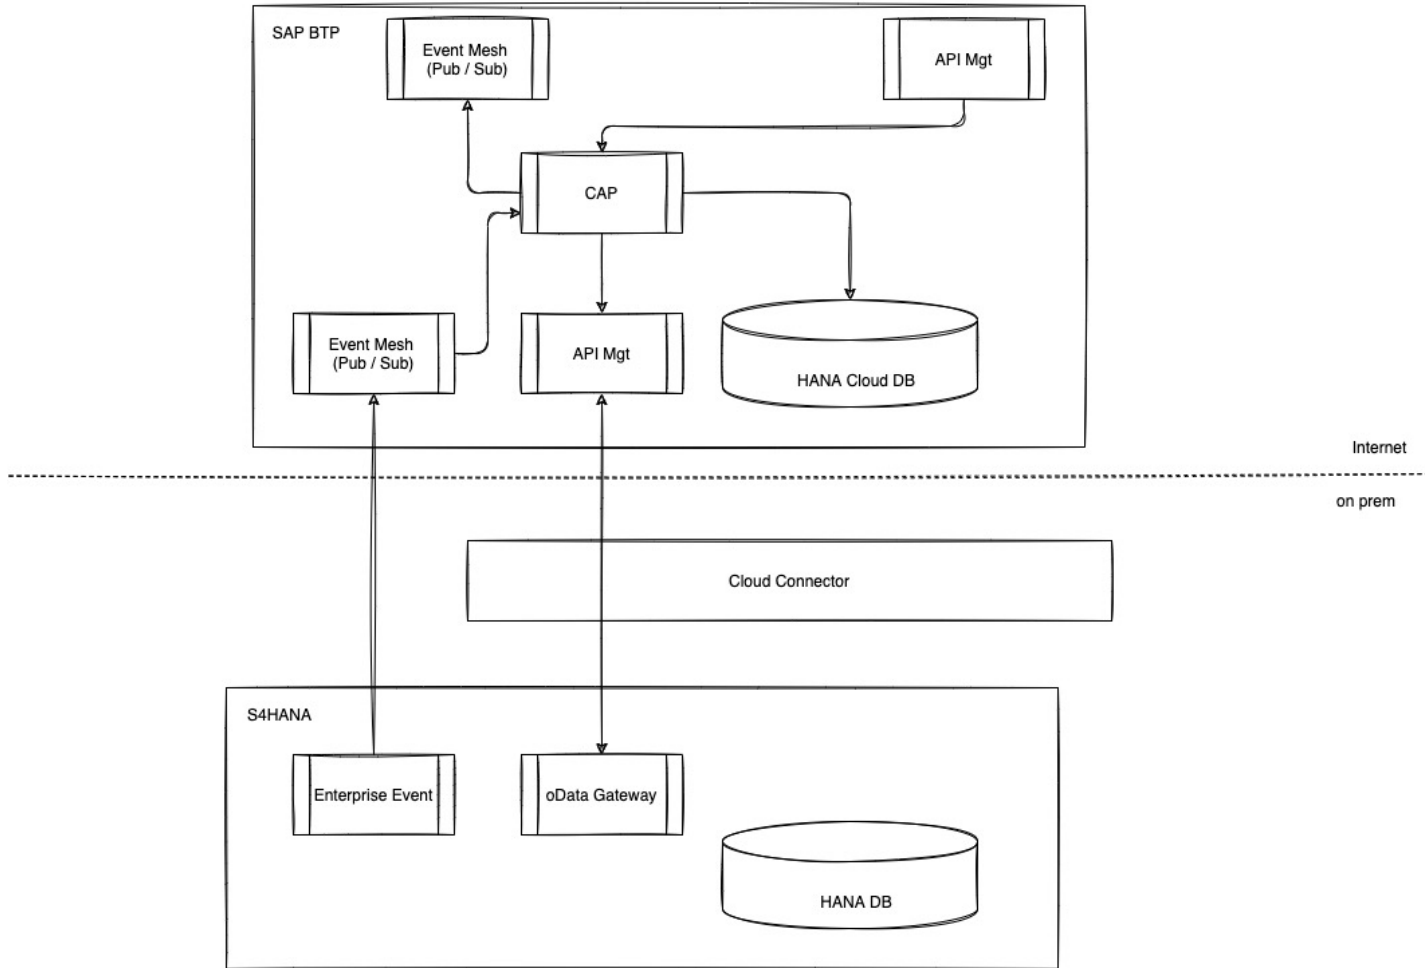 SAP BTP
Event Mesh
(Pub / Sub)
API Mgt
CAP
Event Mesh
(Pub / Sub)
API Mgt
HANA Cloud DB
Internet
on prem
Cloud Connector
S4HANA
Enterprise Event
oData Gateway
HANA DB